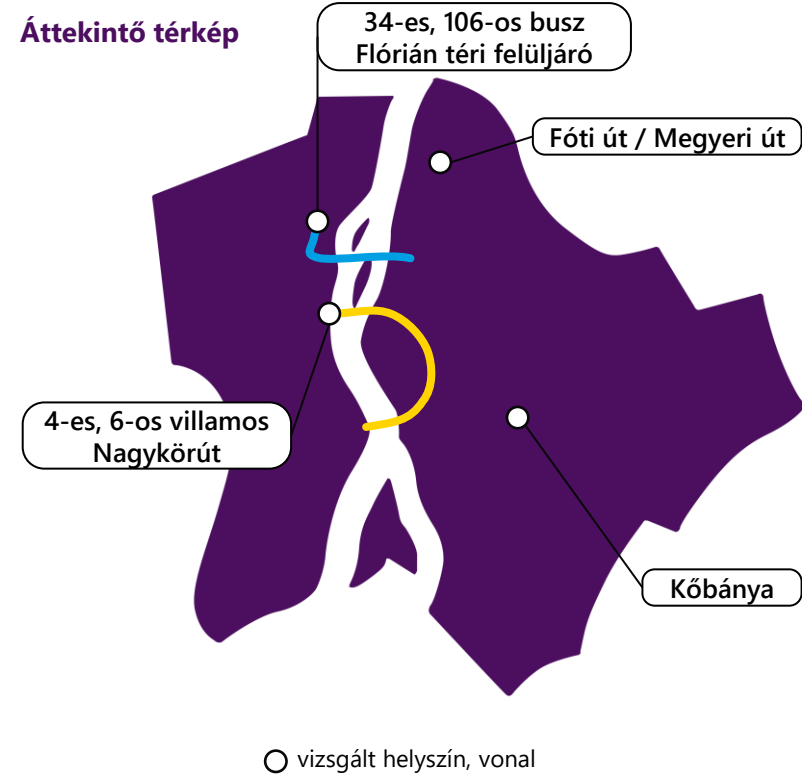 Áttekintő térkép
34-es, 106-os busz
Flórián téri felüljáró
Fóti út / Megyeri út
4-es, 6-os villamos
Nagykörút
Kőbánya
vizsgált helyszín, vonal